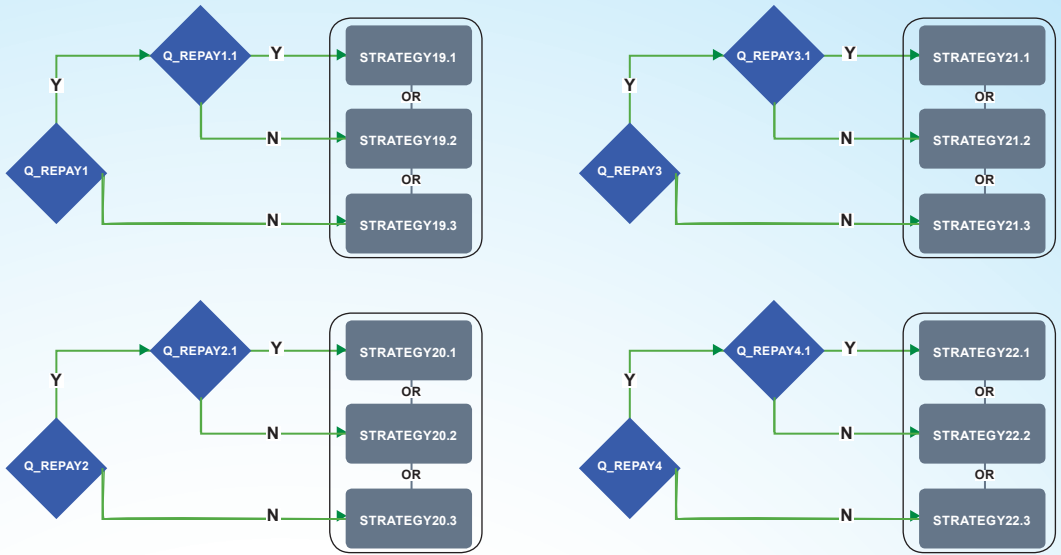 Q_REPAY1.1
Y
STRATEGY19.1
Y
OR
N
STRATEGY19.2
Q_REPAY1
OR
N
STRATEGY19.3
Q_REPAY3.1
Y
STRATEGY21.1
Y
OR
N
STRATEGY21.2
Q_REPAY3
OR
N
STRATEGY21.3
Q_REPAY2.1
Y
STRATEGY20.1
Y
OR
N
STRATEGY20.2
Q_REPAY2
OR
N
STRATEGY20.3
Q_REPAY4.1
Y
STRATEGY22.1
Y
OR
N
STRATEGY22.2
Q_REPAY4
OR
N
STRATEGY22.3